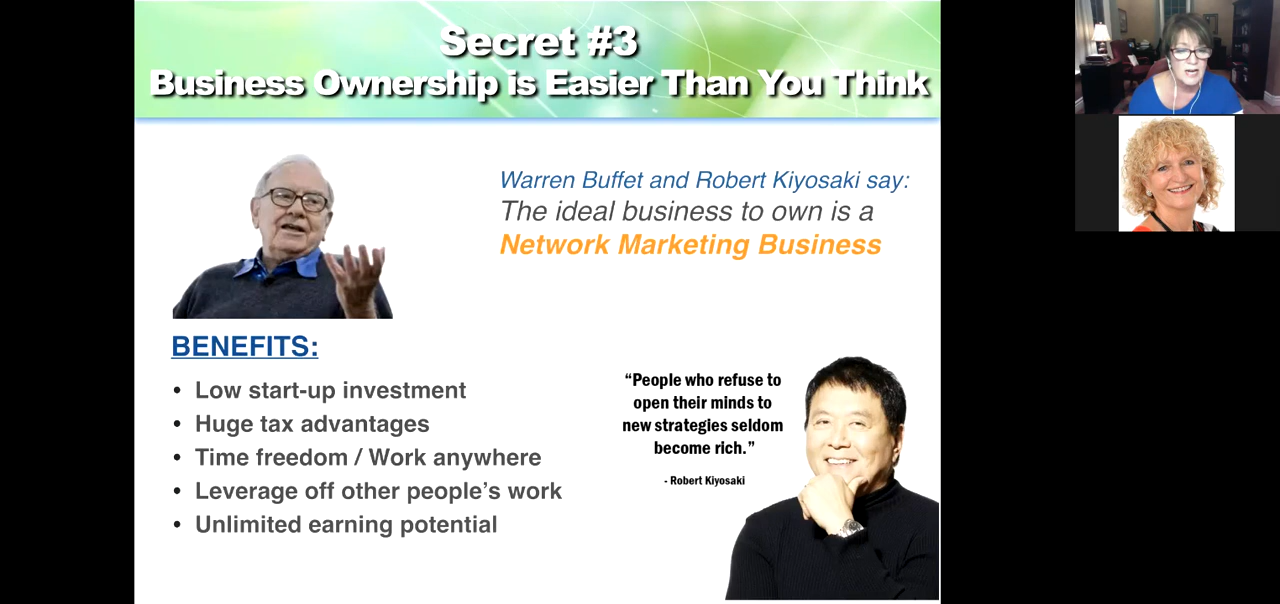 Secret #3
Business Ownership is Easier Than You Think
Warren Buffet and Robert Kiyosaki say:
The ideal business to own is a
Network Marketing Business
BENEFITS:
• Low start-up investment
• Huge tax advantages
• Time freedom / Work anywhere
• Leverage off other people's work
• Unlimited earning potential
“People who refuse to
open their minds to
new strategies seldom
become rich.”
- Robert Kiyosaki